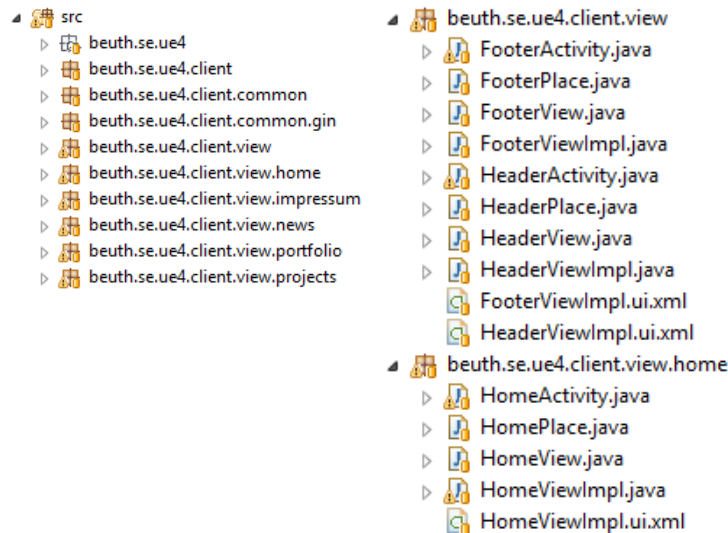 src
beuth.se.ue4
beuth.se.ue4.client
beuth.se.ue4.client.common
beuth.se.ue4.client.common.gin
beuth.se.ue4.client.view
beuth.se.ue4.client.view.home
beuth.se.ue4.client.view.impressum
beuth.se.ue4.client.view.news
beuth.se.ue4.client.view.portfolio
beuth.se.ue4.client.view.projects
beuth.se.ue4.client.view
FooterActivity.java
FooterPlace.java
FooterView.java
FooterViewImpl.java
HeaderActivity.java
HeaderPlace.java
HeaderView.java
HeaderViewImpl.java
FooterViewImpl.ui.xml
HeaderViewImpl.ui.xml
beuth.se.ue4.client.view.home
HomeActivity.java
HomePlace.java
HomeView.java
HomeViewImpl.java
HomeViewImpl.ui.xml